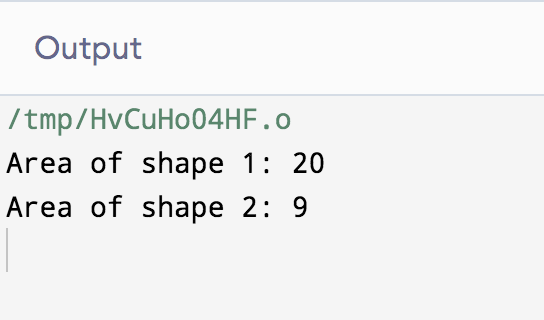 Output
/tmp/HvCuHo04HF.o
Area of shape 1: 20
Area of shape 2: 9